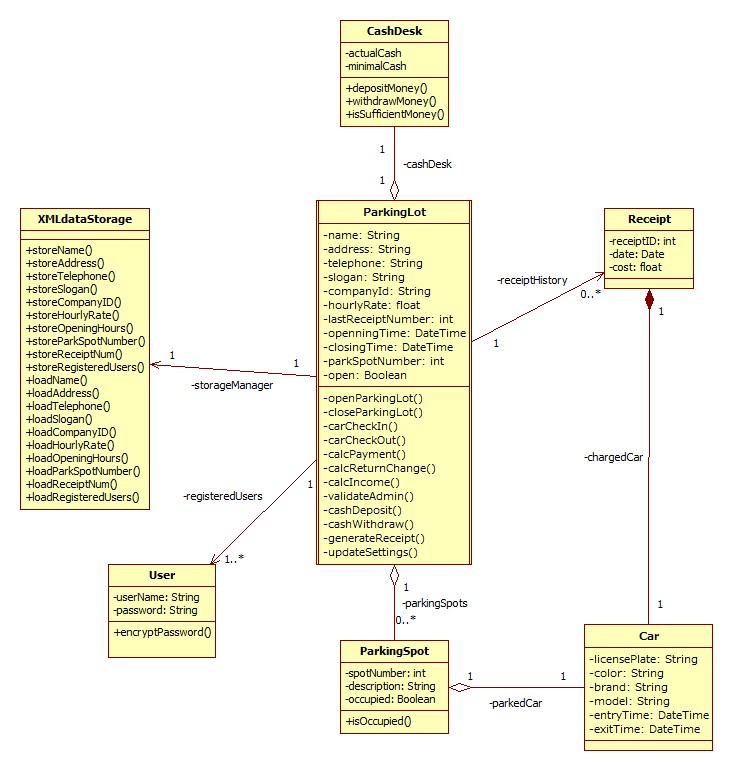 CashDesk
-actualCash
-minimalCash
+depositMoney()
+withdrawMoney()
+isSufficientMoney()
1
-cashDesk
1
XMLdataStorage
+storeName()
+storeAddress()
+storeTelephone()
+storeSlogan()
+storeCompanyID()
+storeHourlyRate()
+storeOpeningHours()
+storeParkSpotNumber()
+storeReceiptNum()
+storeRegisteredUsers()
+loadName()
+loadAddress()
+loadTelephone()
+loadSlogan()
+loadCompanyID()
+loadHourlyRate()
+loadOpeningHours()
+loadParkSpotNumber()
+loadReceiptNum()
+loadRegisteredUsers()
1
1
-storageManager
ParkingLot
-name: String
-address: String
-telephone: String
-slogan: String
-companyId: String
-hourlyRate: float
-lastReceiptNumber: int
-openningTime: DateTime
-closingTime: DateTime
-parkSpotNumber: int
-open: Boolean
-openParkingLot()
-closeParkingLot()
-carCheckIn()
-carCheckOut()
-calcPayment()
-calcReturnChange()
-calcIncome()
-validateAdmin()
-cashDeposit()
-cashWithdraw()
-generateReceipt()
-updateSettings()
-receiptHistory
0..*
1
Receipt
-receiptID: int
-date: Date
-cost: float
1
-chargedCar
1
-registeredUsers
1
1..*
User
-userName: String
-password: String
+encryptPassword()
1
-parkingSpots
0..*
ParkingSpot
-spotNumber: int
-description: String
-occupied: Boolean
+isOccupied()
1
1
-parkedCar
Car
-licensePlate: String
-color: String
-brand: String
-model: String
-entryTime: DateTime
-exitTime: DateTime